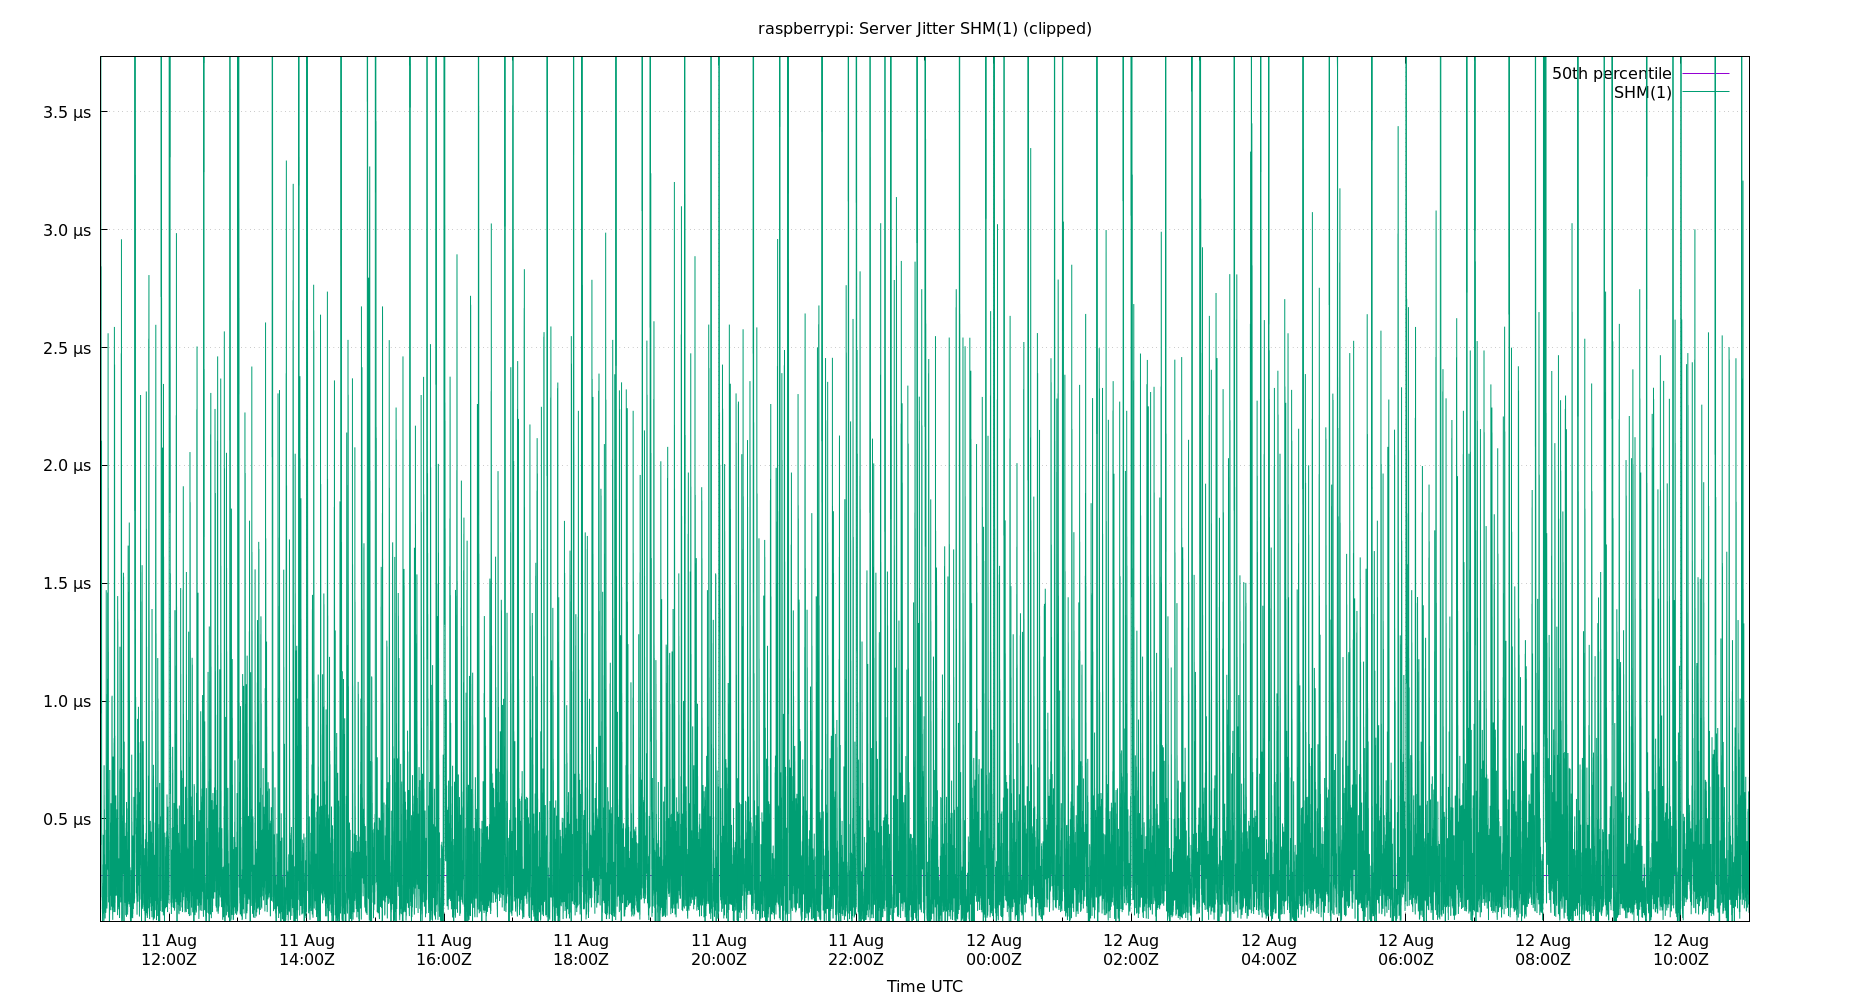 raspberrypi: Server Jitter SHM(1) (clipped)
50th percentile
SHM(1)
3.5 μs
3.0 μs
2.5 μs
2.0 μs
1.5 μs
1.0 μs
0.5 μs
11 Aug 11 Aug 11 Aug 11 Aug 11 Aug 11 Aug 12 Aug 12 Aug 12 Aug 12 Aug 12 Aug 12 Aug
12:00Z 14:00Z 16:00Z 18:00Z 20:00Z 22:00Z 00:00Z 02:00Z 04:00Z 06:00Z 08:00Z 10:00Z
Time UTC